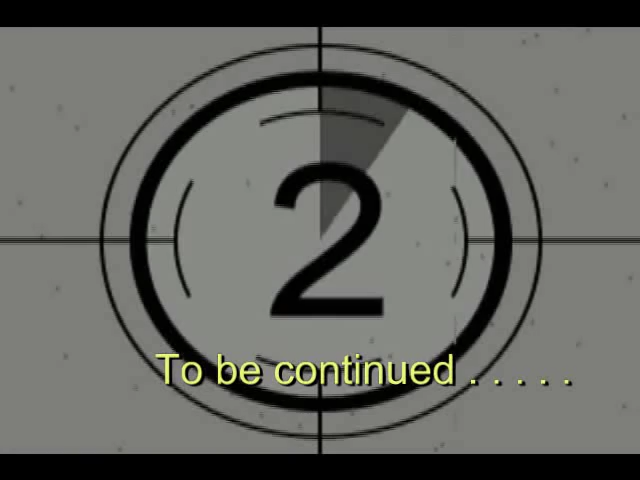 2
To be continued . . . . .